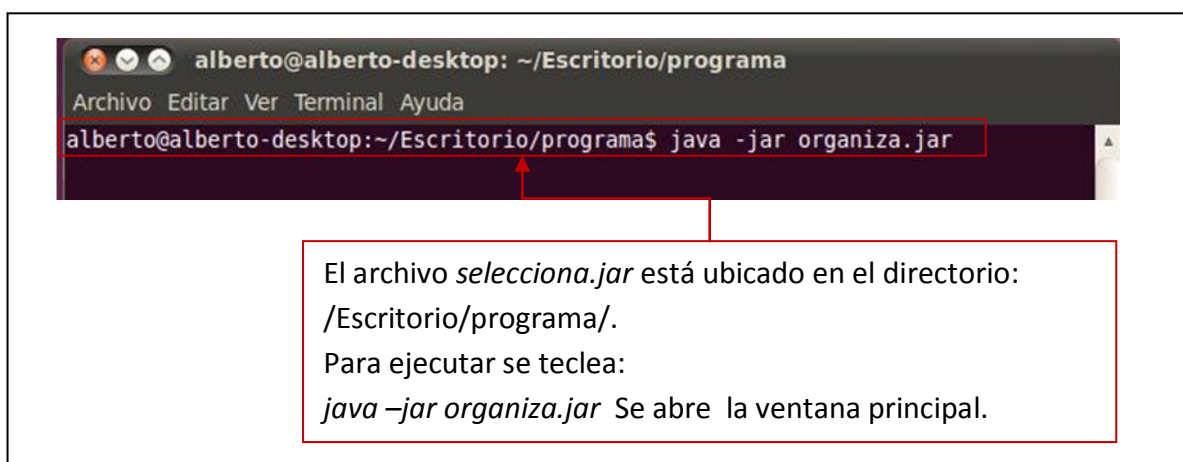 alberto@alberto-desktop: ~/Escritorio/programa
Archivo Editar Ver Terminal Ayuda
alberto@alberto-desktop:~/Escritorio/programa$ java -jar organiza.jar
El archivo selecciona.jar está ubicado en el directorio:
/Escritorio/programa/.
Para ejecutar se teclea:
java –jar organiza.jar Se abre la ventana principal.